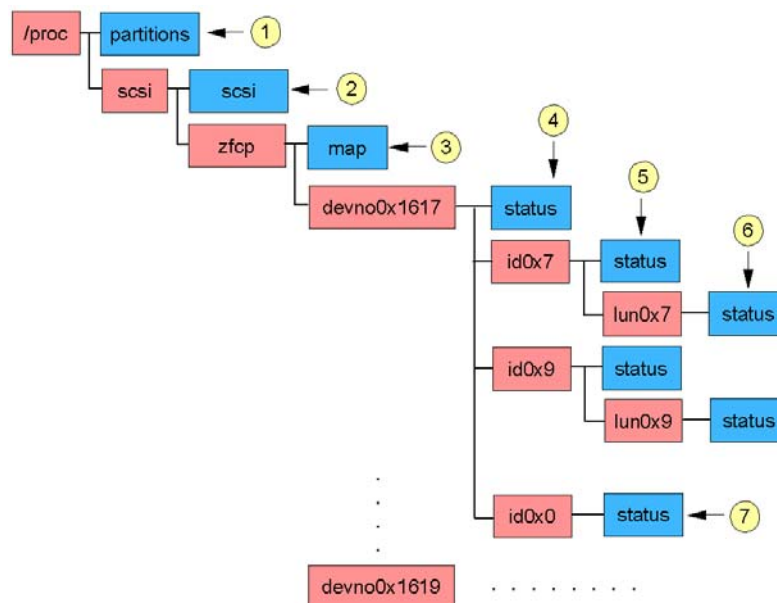 /proc
partitions
1
scsi
scsi
2
zfcp
map
3
4
devno0x1617
status
5
id0x7
status
6
lun0x7
status
id0x9
status
lun0x9
status
id0x0
status
7
devno0x1619